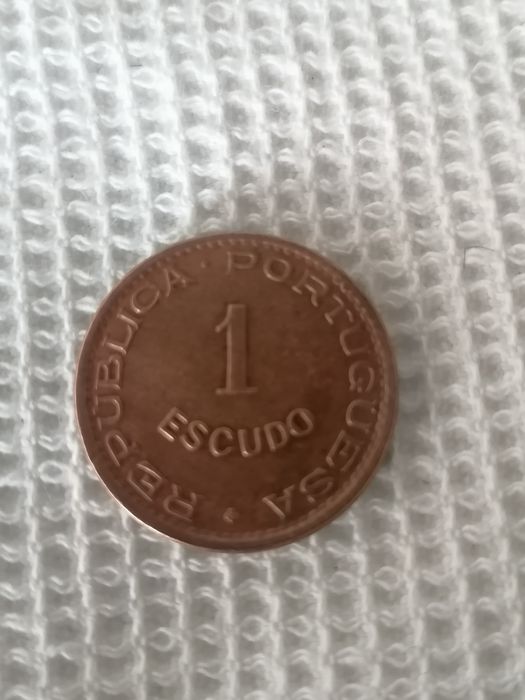 REPUBLICA · PORTUGUESA
1
ESCUDO